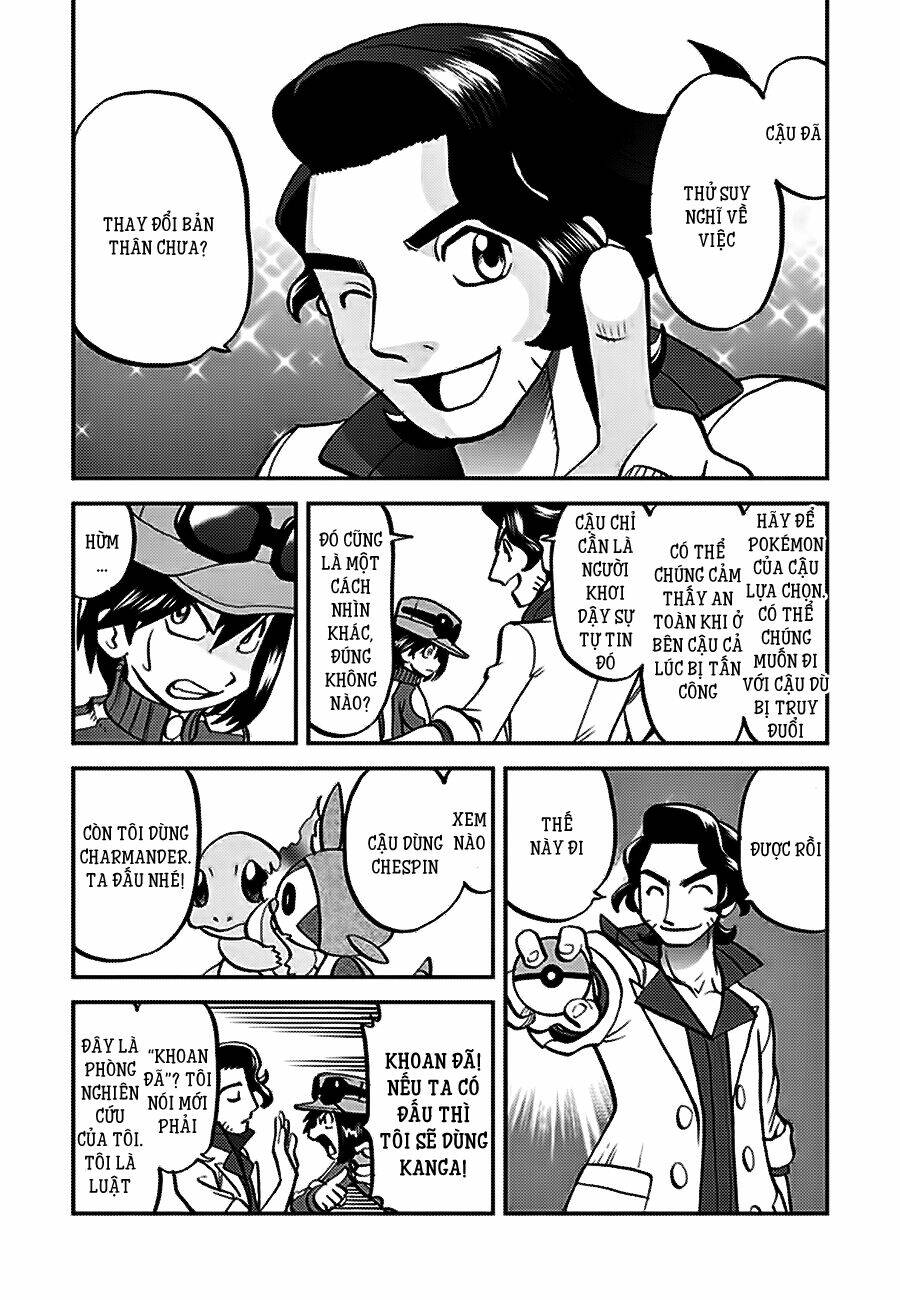 CẬU ĐÃ
THỬ SUY
NGHĨ VỀ
VIỆC
THAY ĐỔI BẢN
THÂN CHƯA?
HÃY ĐỂ
POKÉMON
CỦA CẬU
LỰA CHỌN.
CÓ THỂ
CHÚNG
MUỐN ĐI
VỚI CẬU DÙ
BỊ TRUY
ĐUỔI
CÓ THỂ
CHÚNG CẢM
THẤY AN
TOÀN KHI Ở
BÊN CẬU CẢ
LÚC BỊ TẤN
CÔNG
CẬU CHỈ
CẦN LÀ
NGƯỜI
KHƠI
DẬY SỰ
TỰ TIN
ĐÓ
ĐÓ CŨNG
LÀ MỘT
CÁCH
NHÌN
KHÁC,
ĐÚNG
KHÔNG
NÀO?
HỪM
...
ĐƯỢC RỒI
THẾ
NÀY ĐI
XEM
NÀO
CẬU DÙNG
CHESPIN
CÒN TÔI DÙNG
CHARMANDER.
TA ĐẤU NHÉ!
KHOAN ĐÃ!
NẾU TA CÓ
ĐẤU THÌ
TÔI SẼ DÙNG
KANGA!
"KHOAN
ĐÃ"? TÔI
NÓI MỚI
PHẢI
ĐÂY LÀ
PHÒNG
NGHIÊN
CỨU
CỦA TÔI.
TÔI LÀ
LUẬT